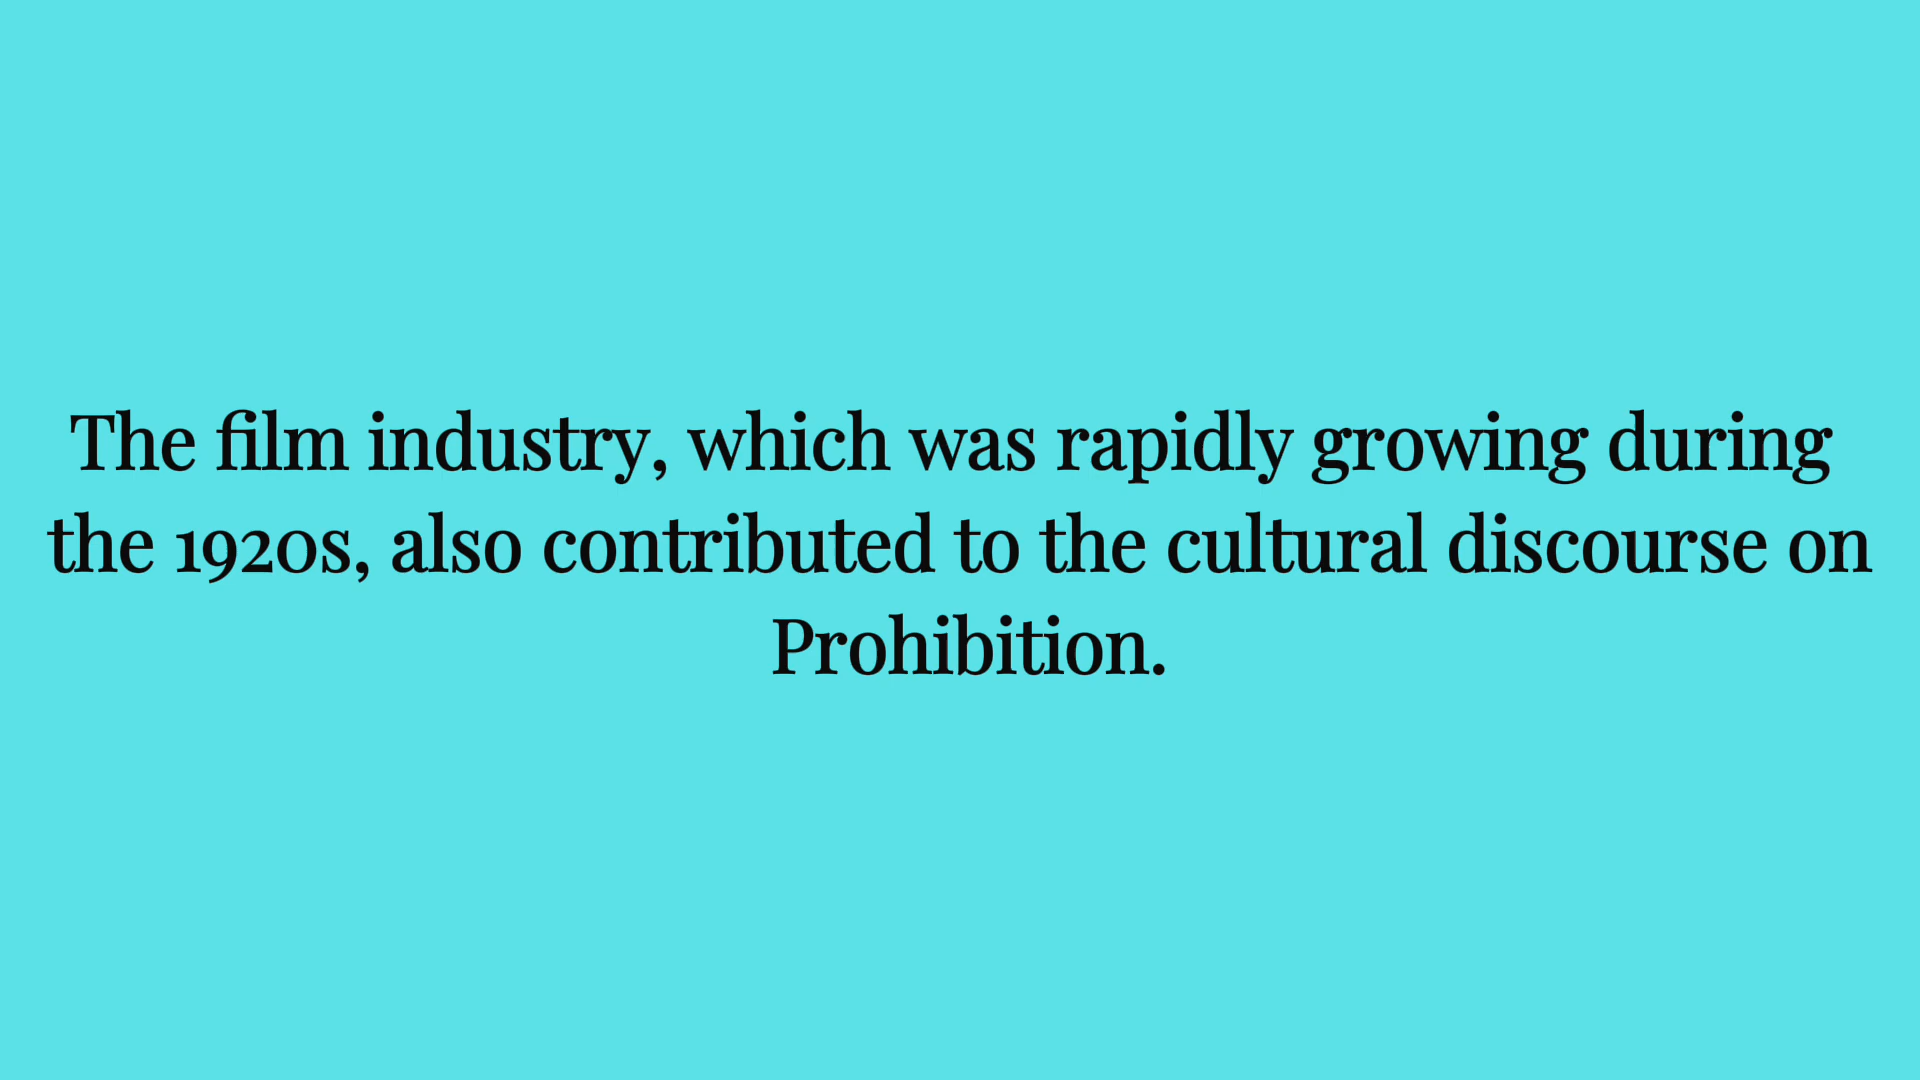 The film industry, which was rapidly growing during
the 1920s, also contributed to the cultural discourse on
Prohibition.